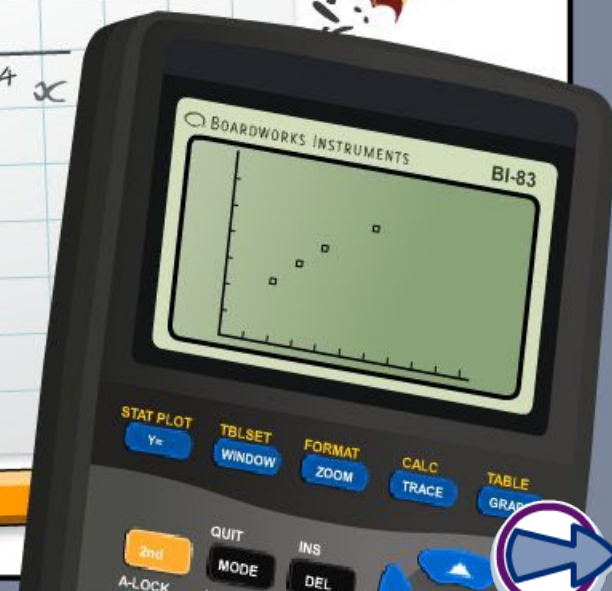 4
x
BOARDWORKS INSTRUMENTS
BI-83
STAT PLOT
Y=
TBLSET
WINDOW
FORMAT
ZOOM
CALC
TRACE
TABLE
2nd
A-LOCK
QUIT
MODE
INS
DEL